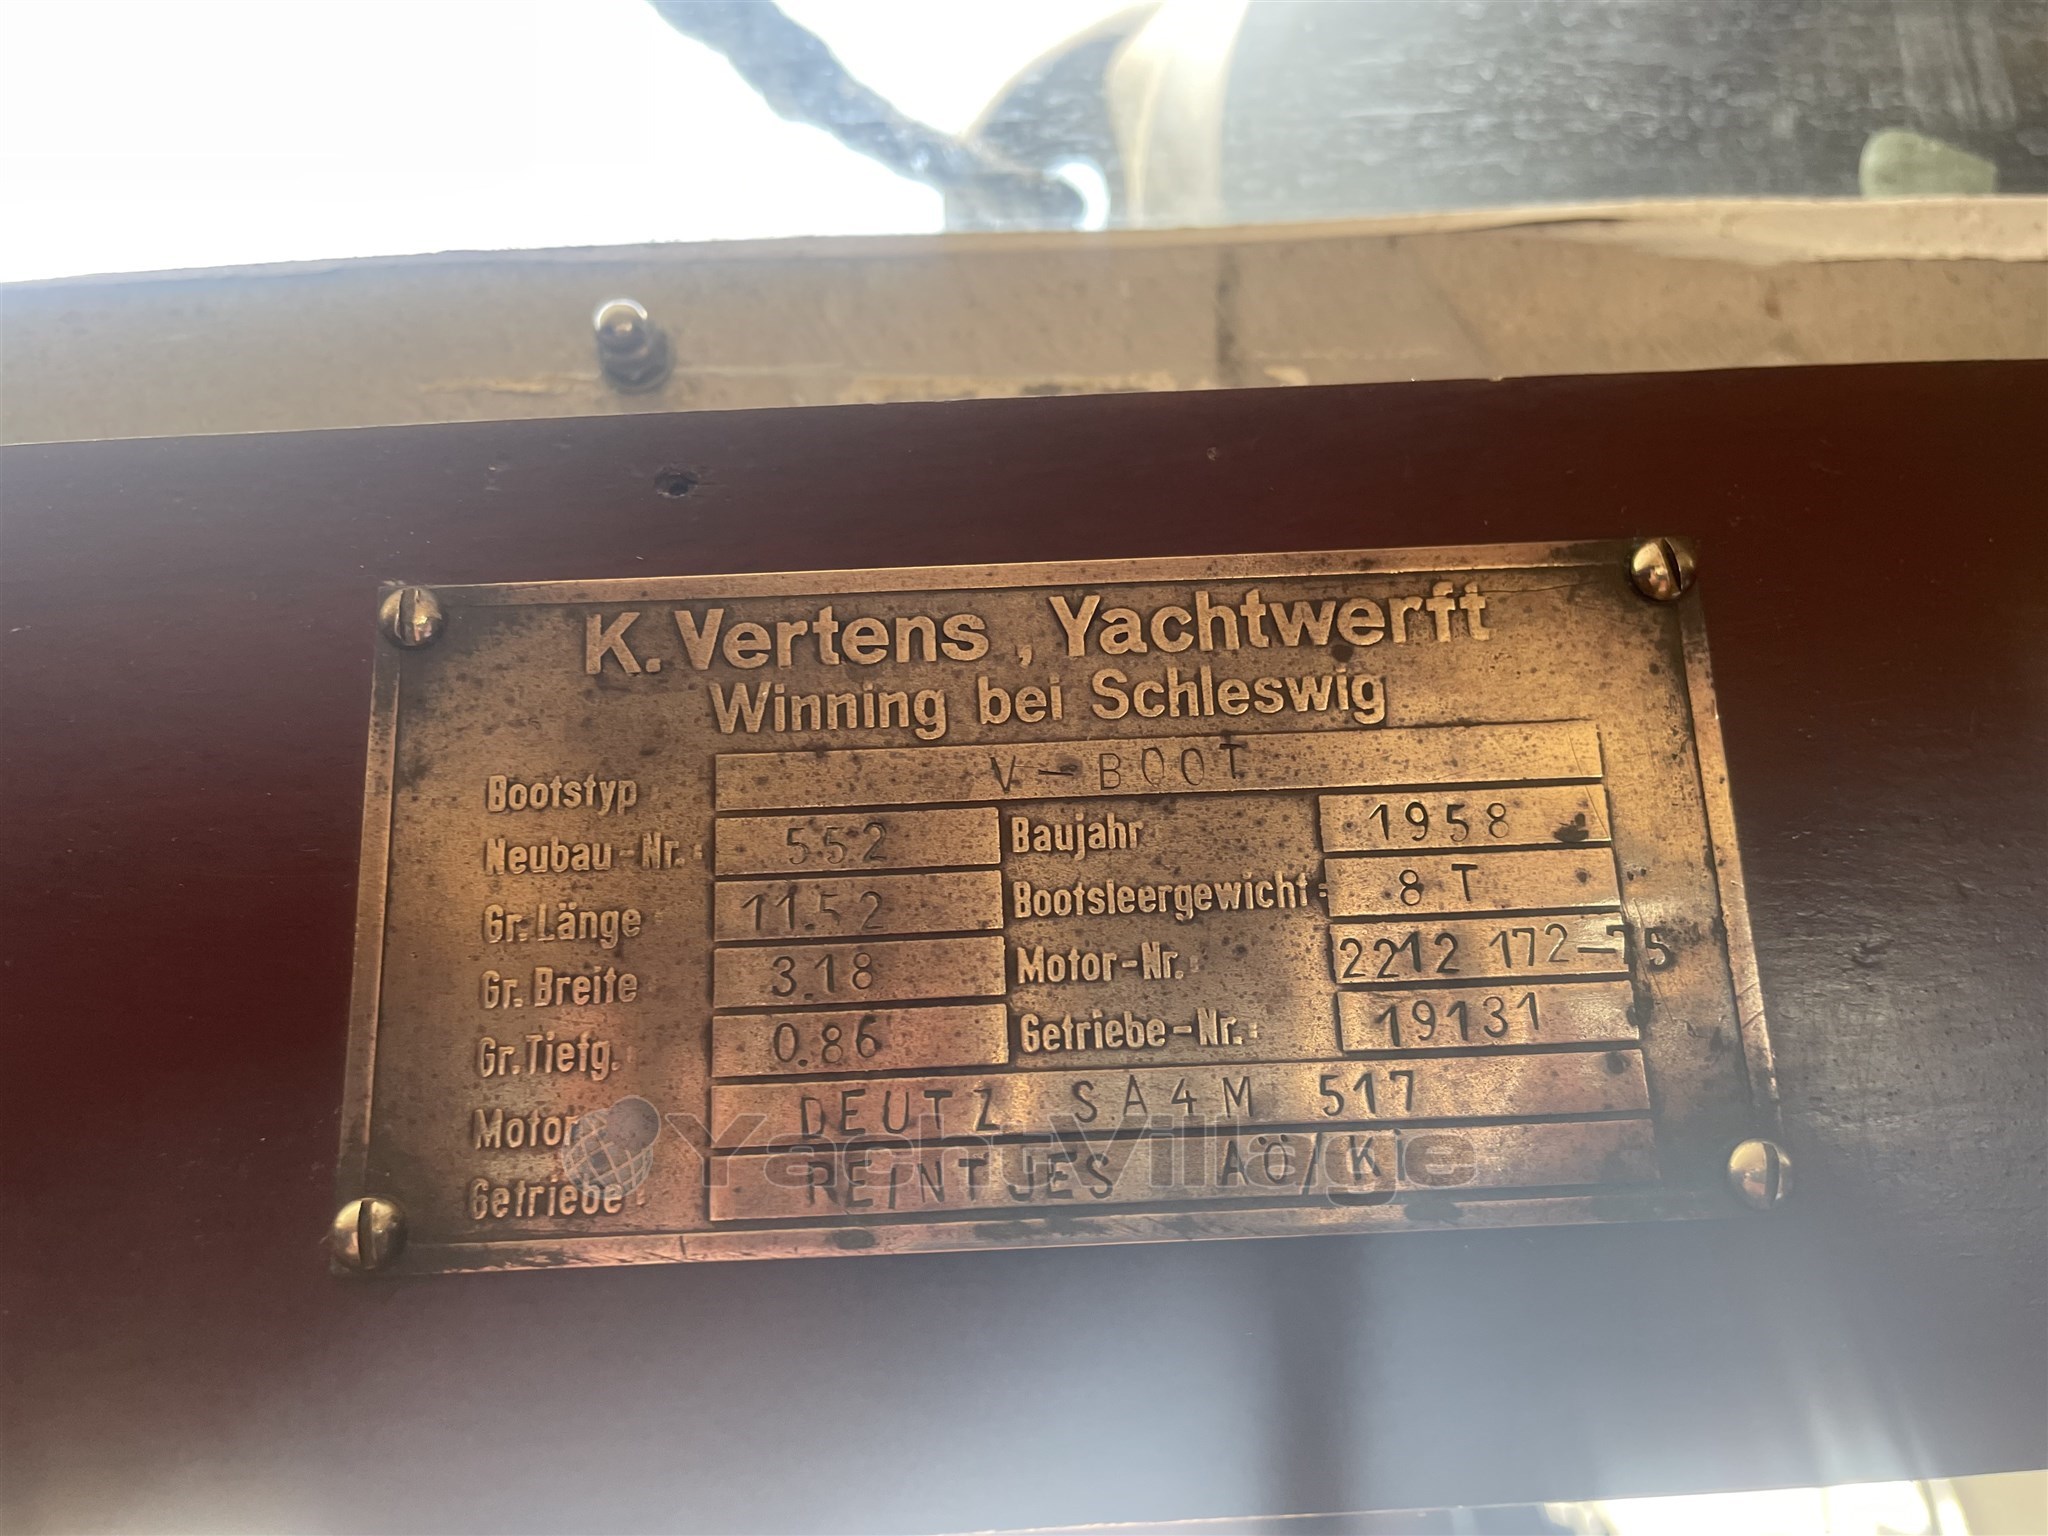 K. Vertens, Yachtwerft
Winning bei Schleswig
Bootstyp V-BOOT
Neubau-Nr.: 552 Baujahr 1958
Gr. Länge 11.52 Bootsleergewicht: 8 T
Gr. Breite 3.18 Motor-Nr.: 2212 172-75
Gr. Tiefg. 0.86 Getriebe-Nr.: 19131
Motor DEUTZ SA4M 517
Getriebe: REINTJES AÖ/K
YachtVillage